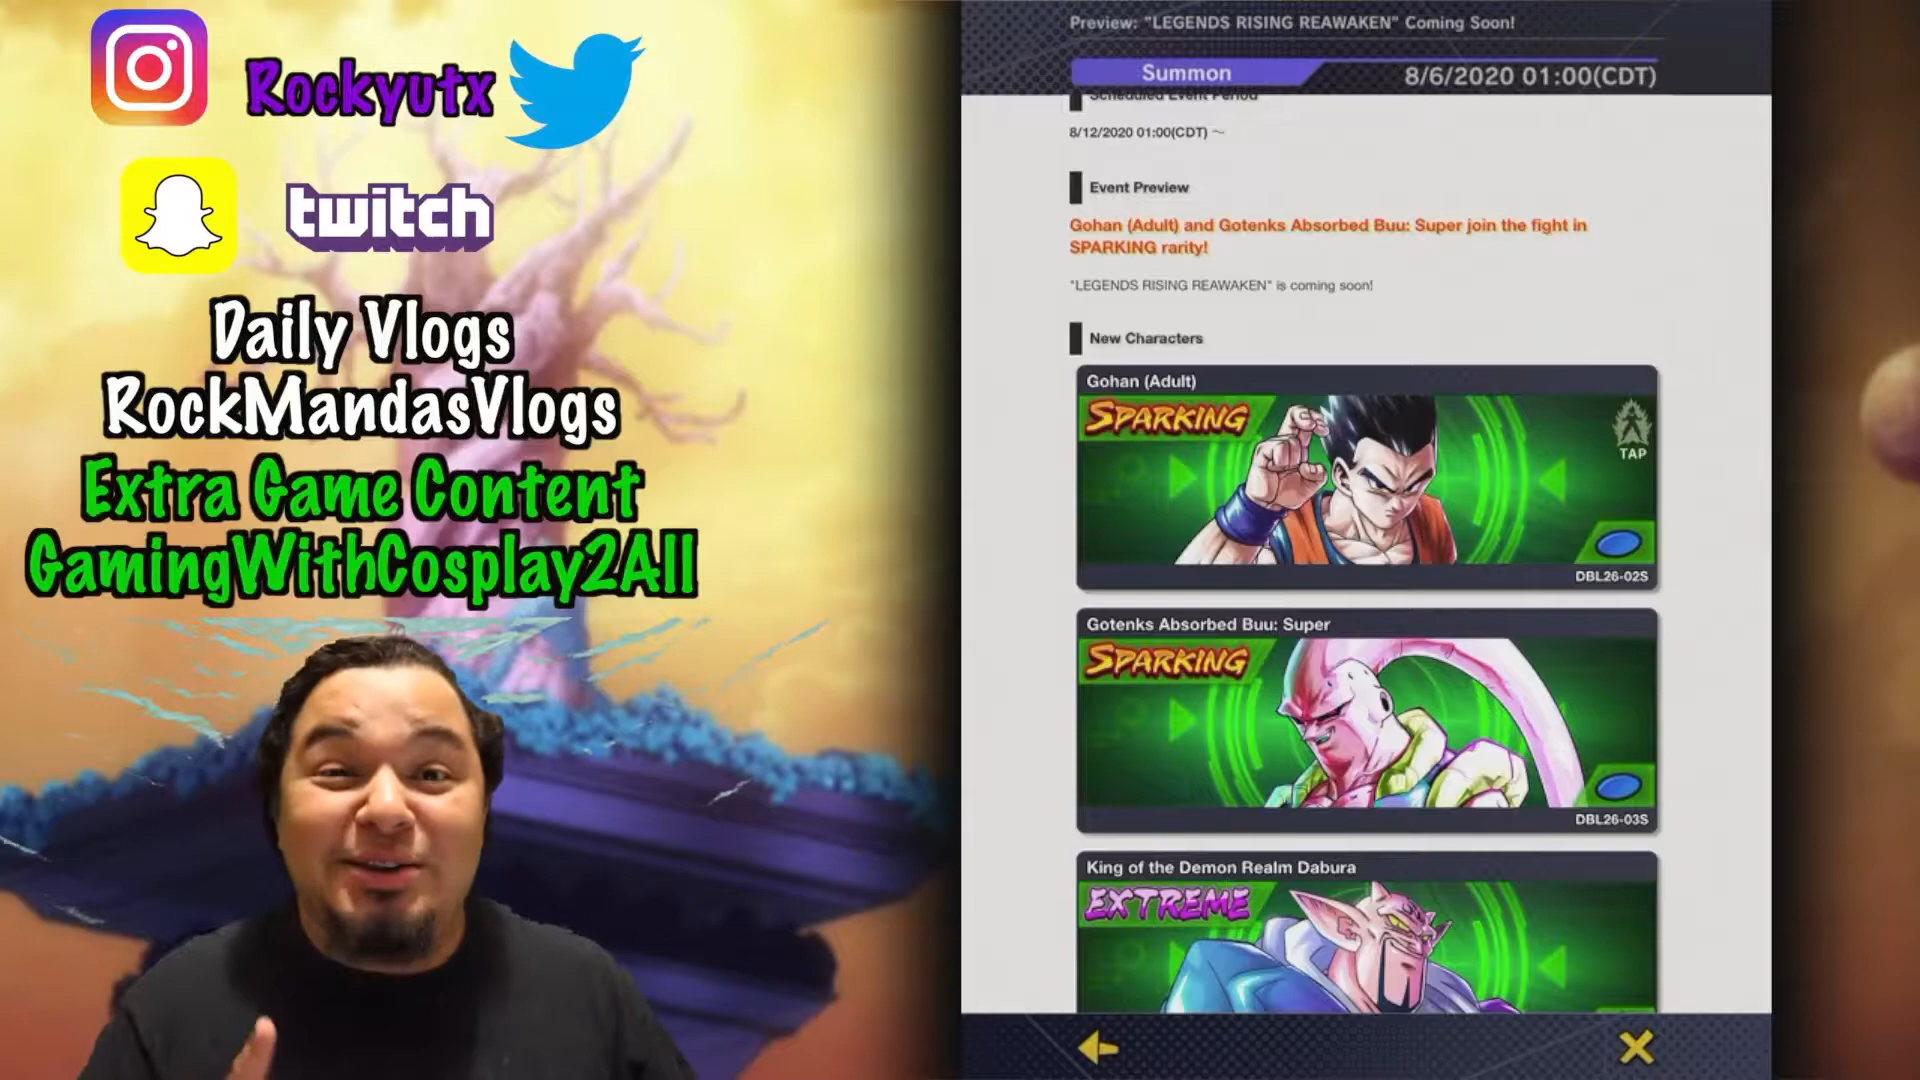 Rockyutx
twitch
Daily Vlogs
RockMandasVlogs
Extra Game Content
GamingWithCosplay2All
Preview: "LEGENDS RISING REAWAKEN" Coming Soon!
Summon
8/6/2020 01:00(CDT)
Scheduled Event Period
8/12/2020 01:00(CDT) ～
Event Preview
Gohan (Adult) and Gotenks Absorbed Buu: Super join the fight in
SPARKING rarity!
"LEGENDS RISING REAWAKEN" is coming soon!
New Characters
Gohan (Adult)
SPARKING
TAP
DBL26-02S
Gotenks Absorbed Buu: Super
SPARKING
DBL26-03S
King of the Demon Realm Dabura
EXTREME